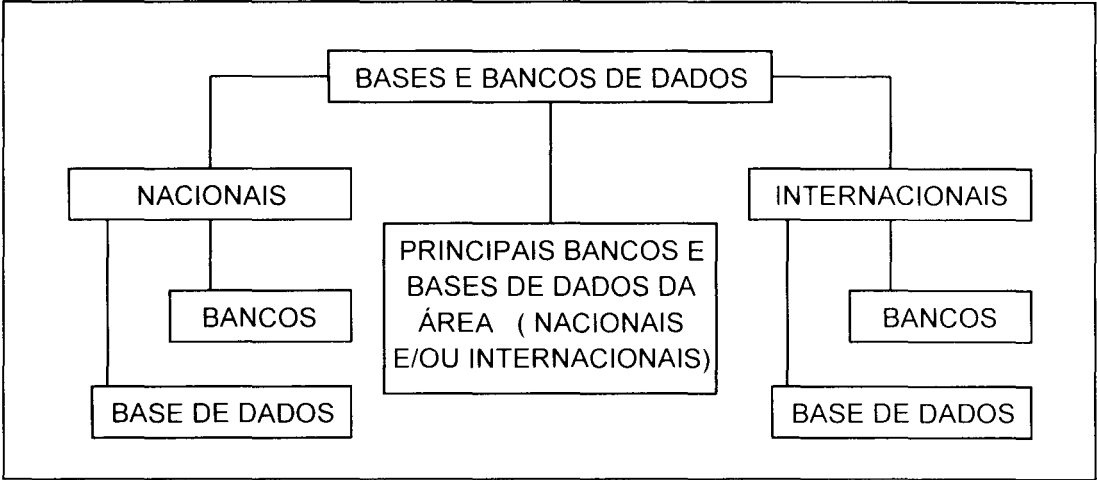 BASES E BANCOS DE DADOS
NACIONAIS
BANCOS
BASE DE DADOS
PRINCIPAIS BANCOS E
BASES DE DADOS DA
ÁREA ( NACIONAIS
E/OU INTERNACIONAIS)
INTERNACIONAIS
BANCOS
BASE DE DADOS